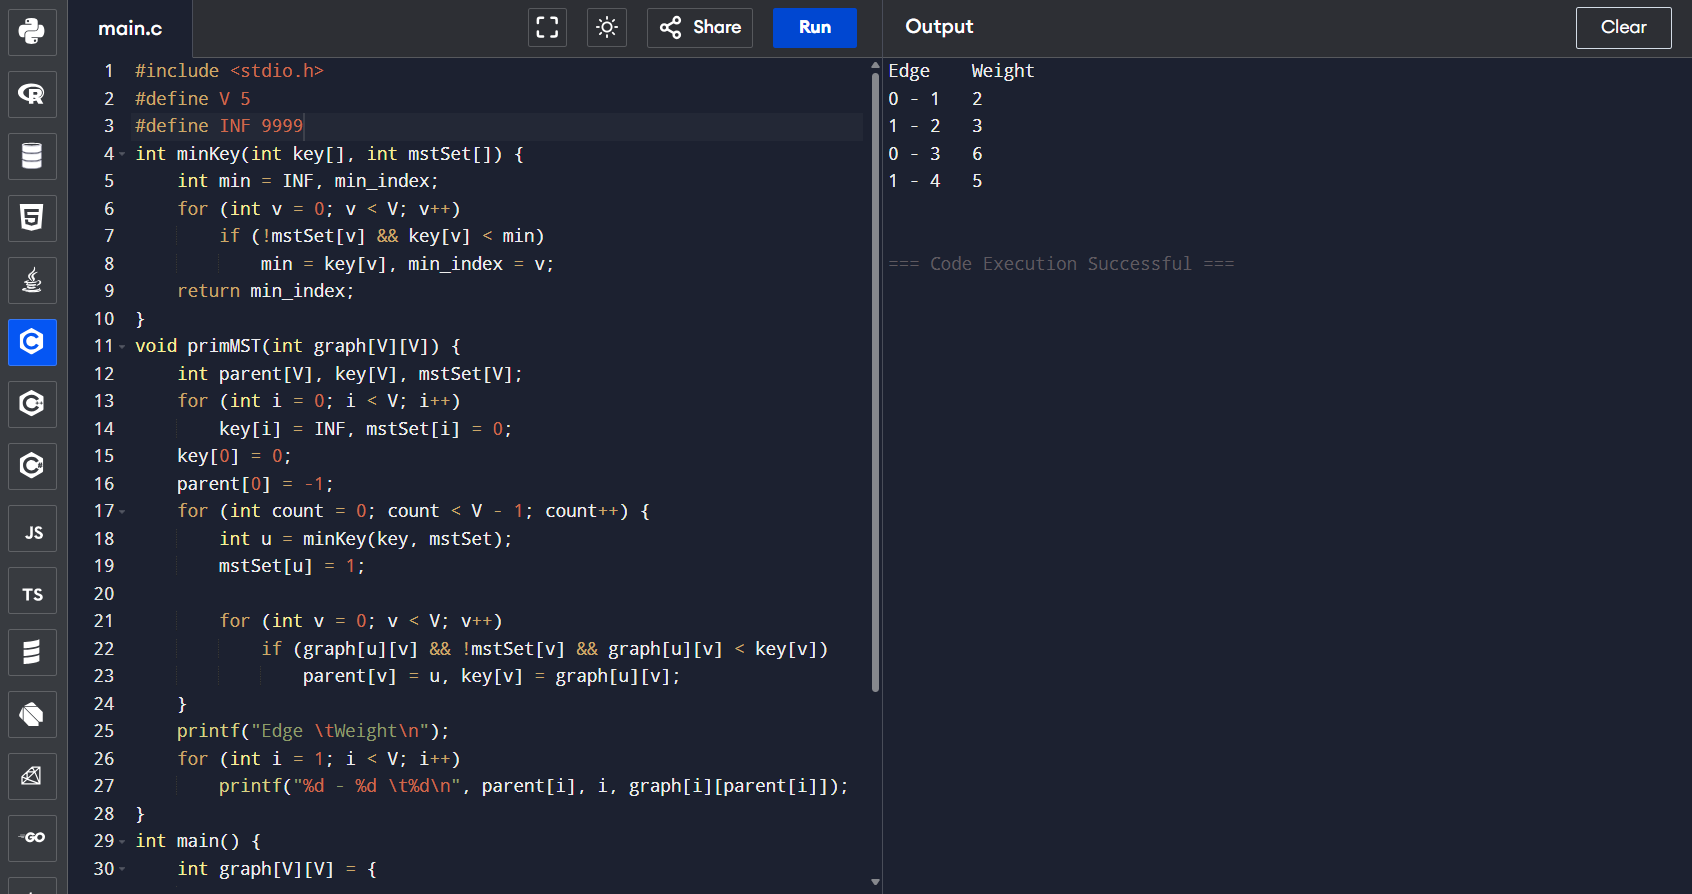 main.c
Share
Run
Output
Clear
JS
TS
GO
1 #include <stdio.h>
2 #define V 5
3 #define INF 9999
4 int minKey(int key[], int mstSet[]) {
5     int min = INF, min_index;
6     for (int v = 0; v < V; v++)
7         if (!mstSet[v] && key[v] < min)
8             min = key[v], min_index = v;
9     return min_index;
10 }
11 void primMST(int graph[V][V]) {
12     int parent[V], key[V], mstSet[V];
13     for (int i = 0; i < V; i++)
14         key[i] = INF, mstSet[i] = 0;
15     key[0] = 0;
16     parent[0] = -1;
17     for (int count = 0; count < V - 1; count++) {
18         int u = minKey(key, mstSet);
19         mstSet[u] = 1;
20
21         for (int v = 0; v < V; v++)
22             if (graph[u][v] && !mstSet[v] && graph[u][v] < key[v])
23                 parent[v] = u, key[v] = graph[u][v];
24     }
25     printf("Edge \tWeight\n");
26     for (int i = 1; i < V; i++)
27         printf("%d - %d \t%d\n", parent[i], i, graph[i][parent[i]]);
28 }
29 int main() {
30     int graph[V][V] = {
Edge    Weight
0 - 1   2
1 - 2   3
0 - 3   6
1 - 4   5
=== Code Execution Successful ===